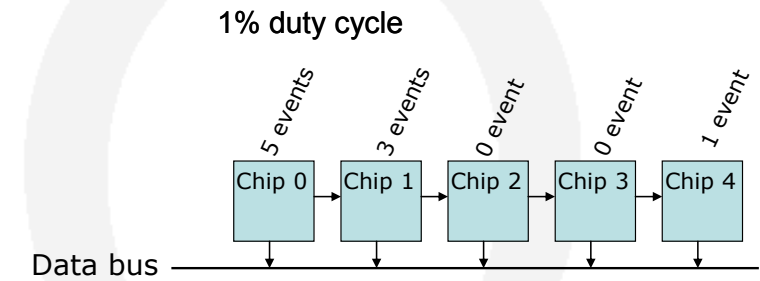 1% duty cycle
5 events
3 events
0 event
0 event
1 event
Chip 0
Chip 1
Chip 2
Chip 3
Chip 4
Data bus